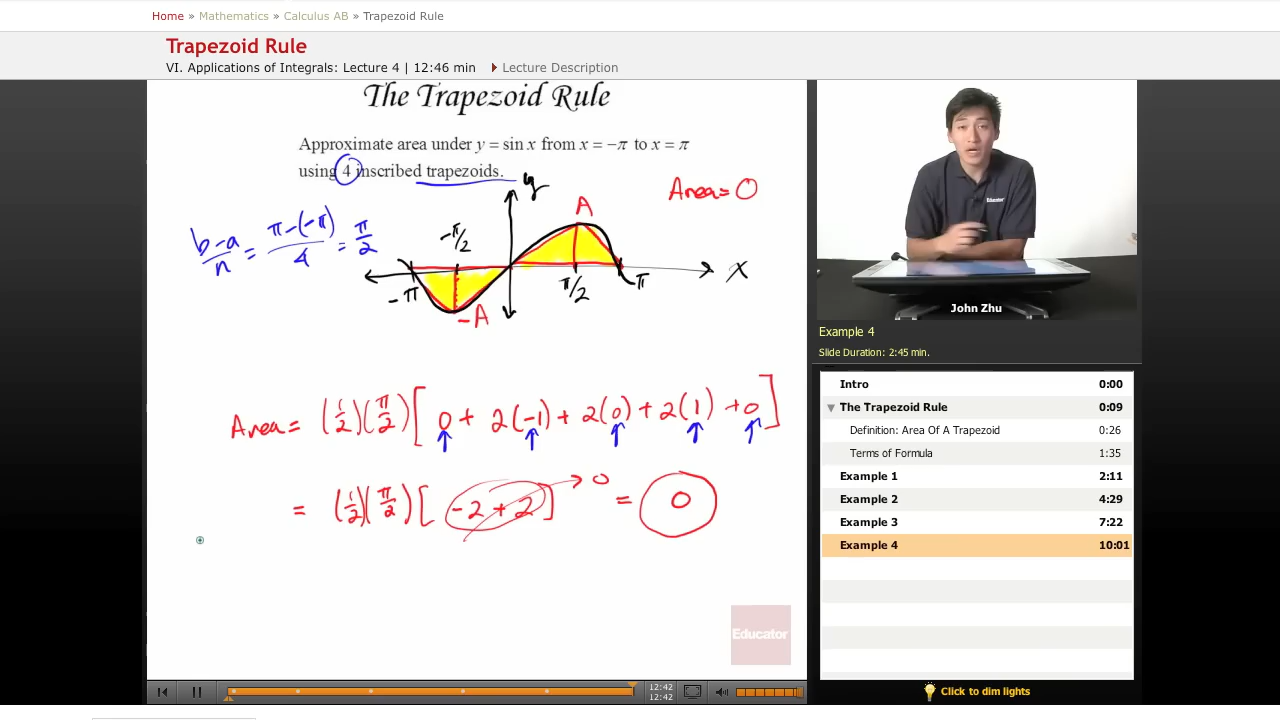 Home » Mathematics » Calculus AB » Trapezoid Rule
Trapezoid Rule
VI. Applications of Integrals: Lecture 4 | 12:46 min Lecture Description
The Trapezoid Rule
Approximate area under y = sin x from x = −π to x = π
using 4 inscribed trapezoids.
y
Area = 0
A
b-a/n = π-(-π)/4 = π/2
-π/2
x
-π
π/2
π
-A
Area = (1/2)(π/2)[0 + 2(-1) + 2(0) + 2(1) + 0]
= (1/2)(π/2)[-2 + 2] → 0 = 0
Educator
Educator
John Zhu
Example 4
Slide Duration: 2:45 min.
Intro 0:00
The Trapezoid Rule 0:09
Definition: Area Of A Trapezoid 0:26
Terms of Formula 1:35
Example 1 2:11
Example 2 4:29
Example 3 7:22
Example 4 10:01
12:42
12:42
Click to dim lights